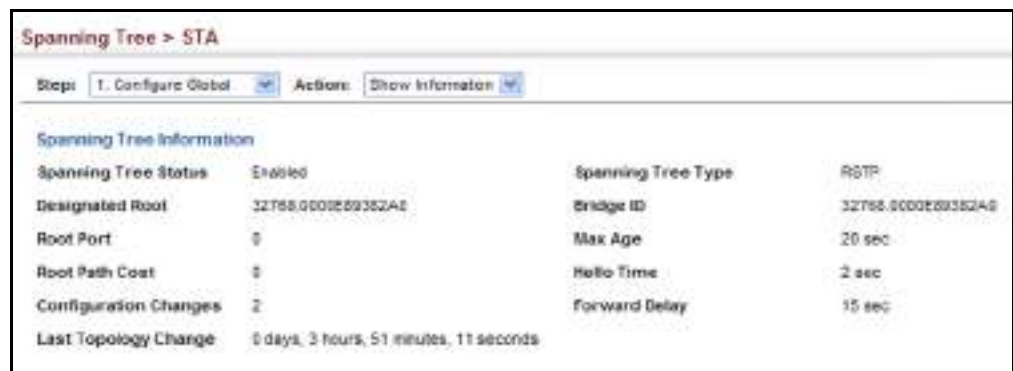 Spanning Tree > STA
Step: 1. Configure Global Action: Show Information
Spanning Tree Information
Spanning Tree Status Enabled Spanning Tree Type RSTP
Designated Root 32768.0000E89382A0 Bridge ID 32768.0000E89382A0
Root Port 0 Max Age 20 sec
Root Path Cost 0 Hello Time 2 sec
Configuration Changes 2 Forward Delay 15 sec
Last Topology Change 0 days, 3 hours, 51 minutes, 11 seconds